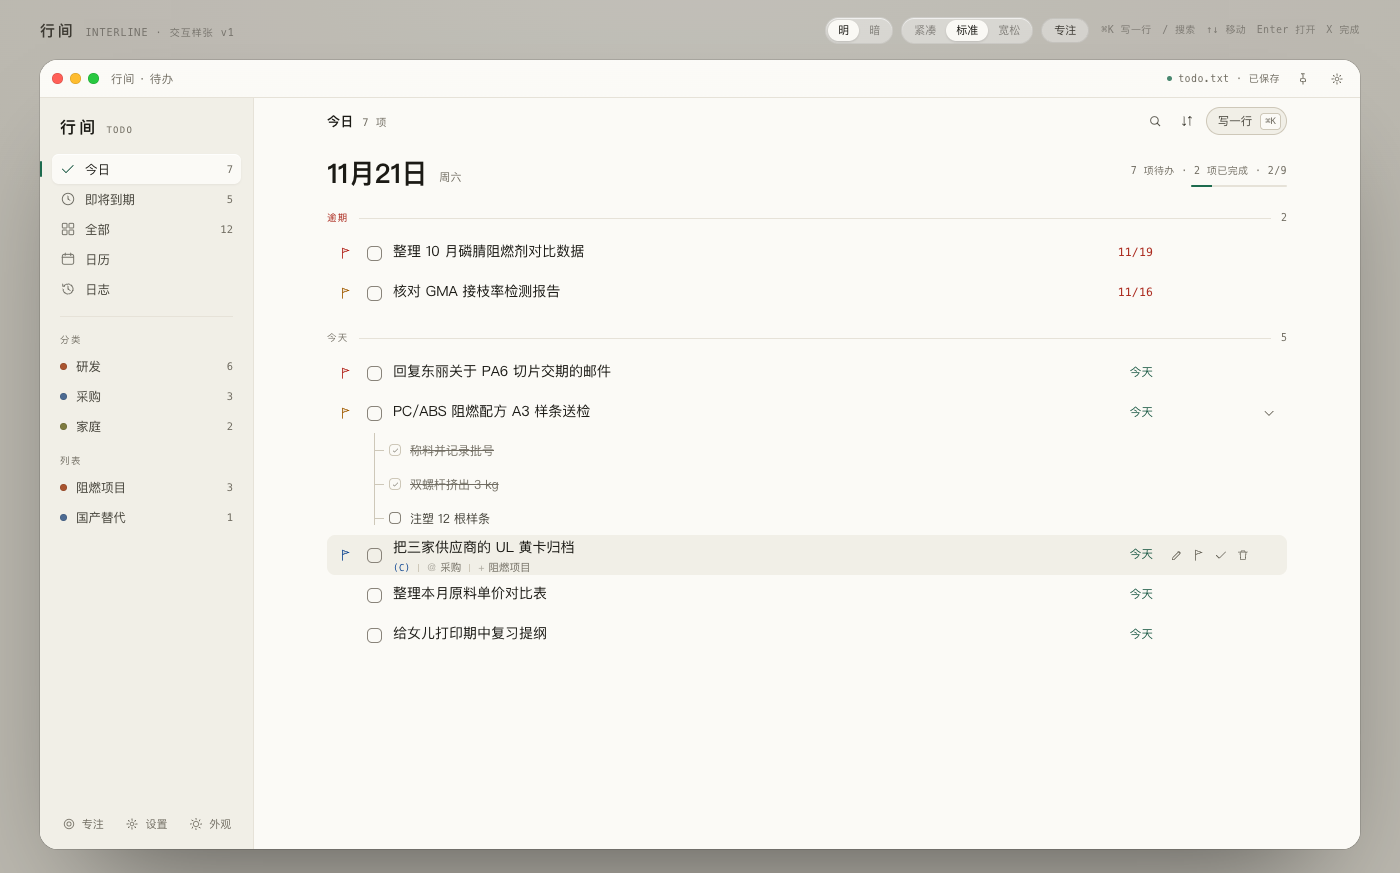 行间 INTERLINE · 交互样张 v1
明 暗 紧凑 标准 宽松 专注 ⌘K 写一行 / 搜索 ↑↓ 移动 Enter 打开 X 完成
行间 · 待办
todo.txt · 已保存
行间 TODO
今日 7
即将到期 5
全部 12
日历
日志
分类
研发 6
采购 3
家庭 2
列表
阻燃项目 3
国产替代 1
专注 设置 外观
今日 7 项
写一行 ⌘K
11月21日 周六
7 项待办 · 2 项已完成 · 2/9
逾期 2
整理 10 月磷腈阻燃剂对比数据 11/19
核对 GMA 接枝率检测报告 11/16
今天 5
回复东丽关于 PA6 切片交期的邮件 今天
PC/ABS 阻燃配方 A3 样条送检 今天
称料并记录批号
双螺杆挤出 3 kg
注塑 12 根样条
把三家供应商的 UL 黄卡归档 今天
(C) | @ 采购 | + 阻燃项目
整理本月原料单价对比表 今天
给女儿打印期中复习提纲 今天